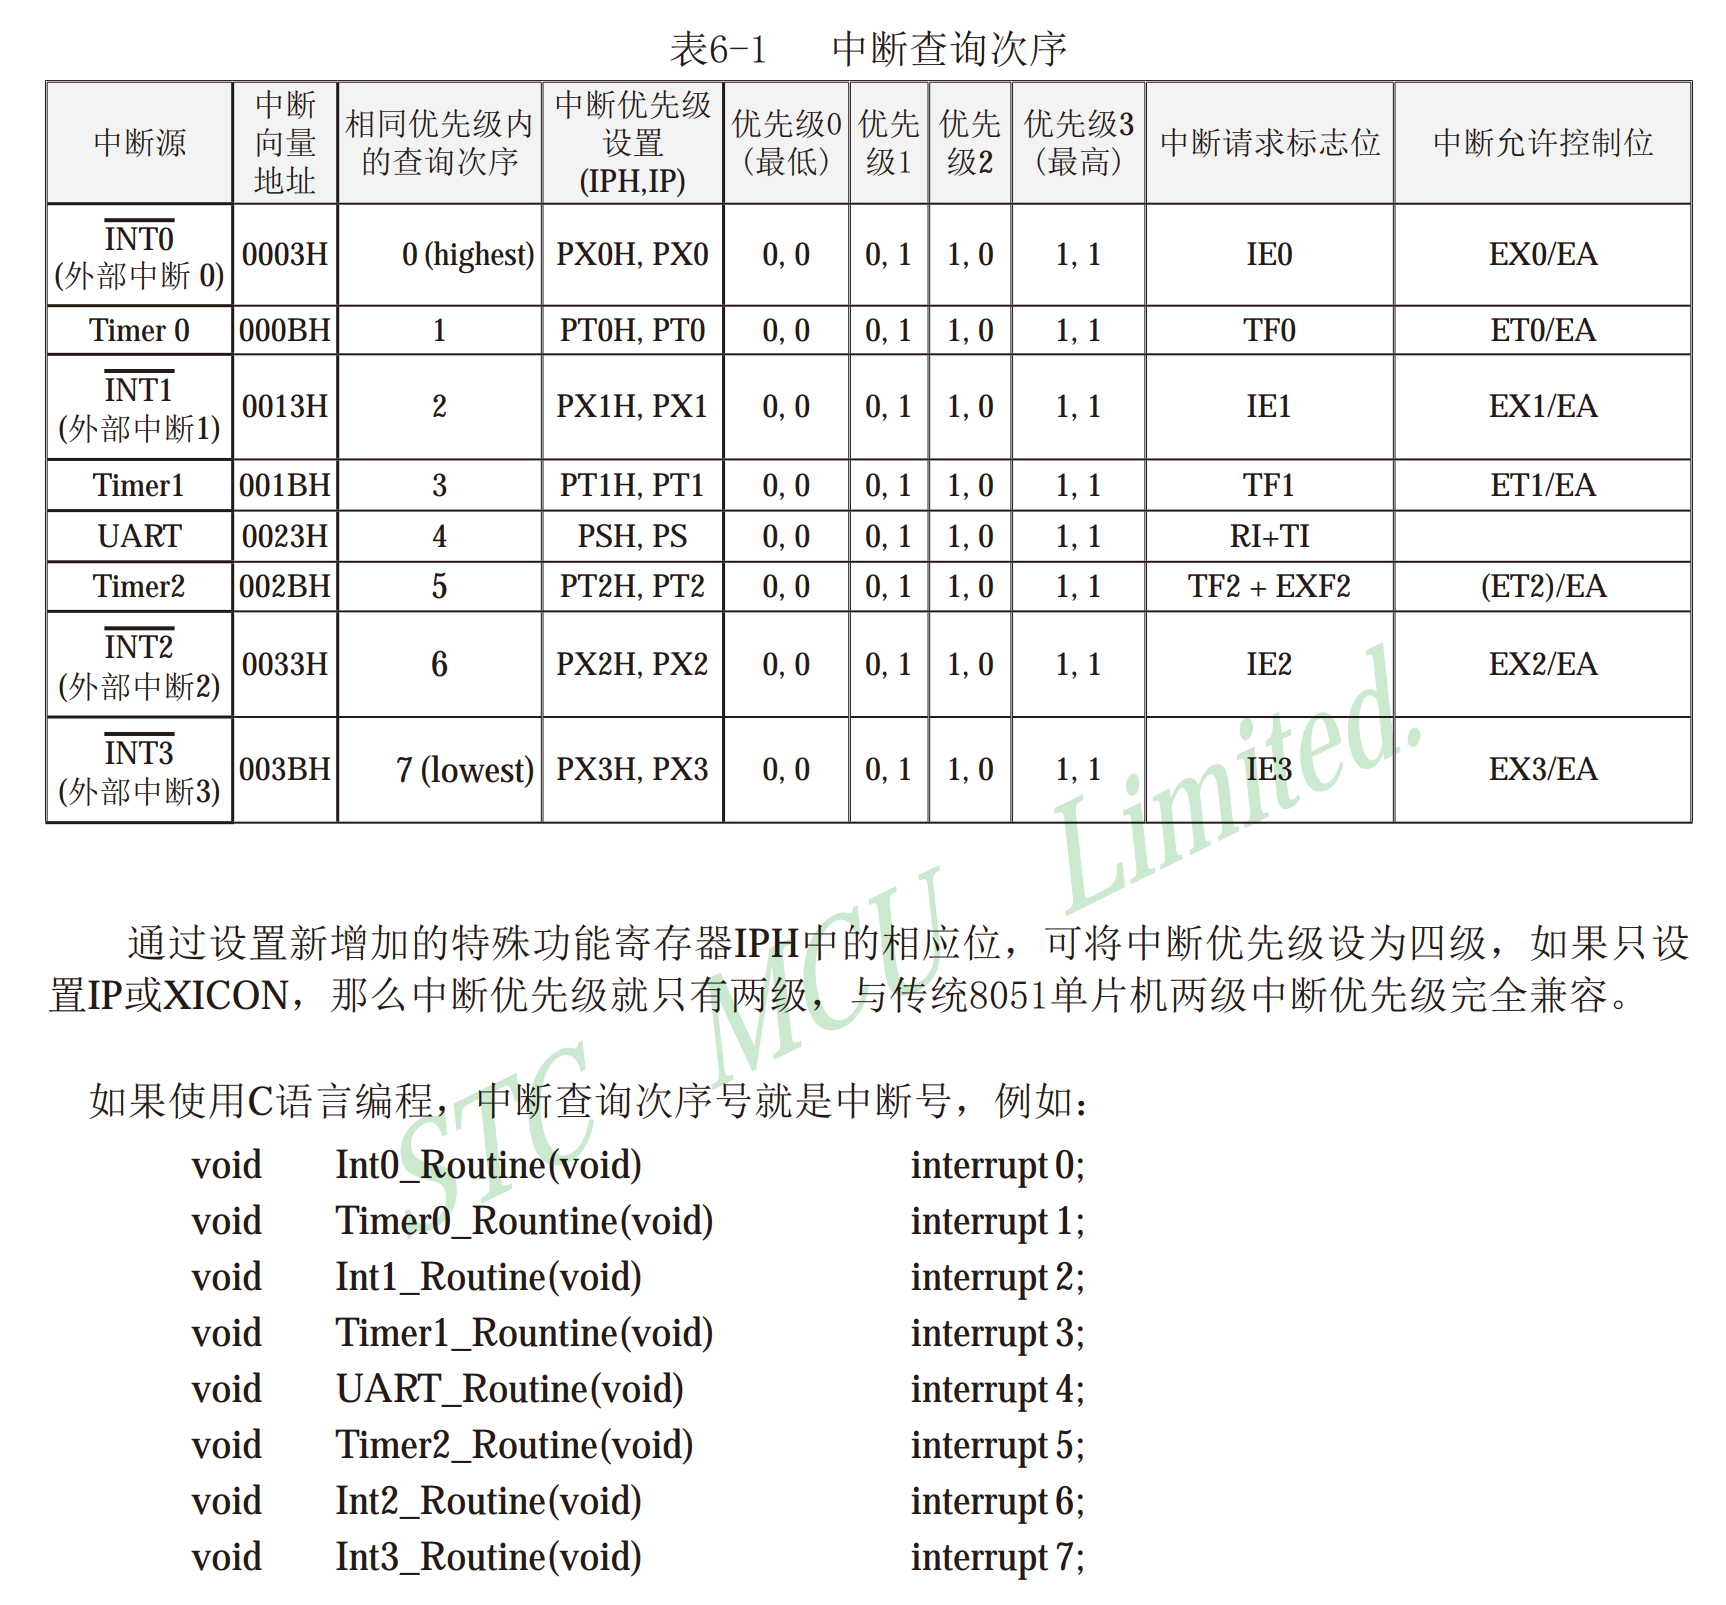 表6-1 中断查询次序
中断源 中断向量地址 相同优先级内的查询次序 中断优先级设置(IPH,IP) 优先级0(最低) 优先级1 优先级2 优先级3(最高) 中断请求标志位 中断允许控制位
INT0(外部中断 0) 0003H 0 (highest) PX0H, PX0 0, 0 0, 1 1, 0 1, 1 IE0 EX0/EA
Timer 0 000BH 1 PT0H, PT0 0, 0 0, 1 1, 0 1, 1 TF0 ET0/EA
INT1(外部中断1) 0013H 2 PX1H, PX1 0, 0 0, 1 1, 0 1, 1 IE1 EX1/EA
Timer1 001BH 3 PT1H, PT1 0, 0 0, 1 1, 0 1, 1 TF1 ET1/EA
UART 0023H 4 PSH, PS 0, 0 0, 1 1, 0 1, 1 RI+TI
Timer2 002BH 5 PT2H, PT2 0, 0 0, 1 1, 0 1, 1 TF2 + EXF2 (ET2)/EA
INT2(外部中断2) 0033H 6 PX2H, PX2 0, 0 0, 1 1, 0 1, 1 IE2 EX2/EA
INT3(外部中断3) 003BH 7 (lowest) PX3H, PX3 0, 0 0, 1 1, 0 1, 1 IE3 EX3/EA
通过设置新增加的特殊功能寄存器IPH中的相应位，可将中断优先级设为四级，如果只设
置IP或XICON，那么中断优先级就只有两级，与传统8051单片机两级中断优先级完全兼容。
如果使用C语言编程，中断查询次序号就是中断号，例如：
void Int0_Routine(void) interrupt 0;
void Timer0_Rountine(void) interrupt 1;
void Int1_Routine(void) interrupt 2;
void Timer1_Rountine(void) interrupt 3;
void UART_Routine(void) interrupt 4;
void Timer2_Routine(void) interrupt 5;
void Int2_Routine(void) interrupt 6;
void Int3_Routine(void) interrupt 7;
STC MCU Limited.